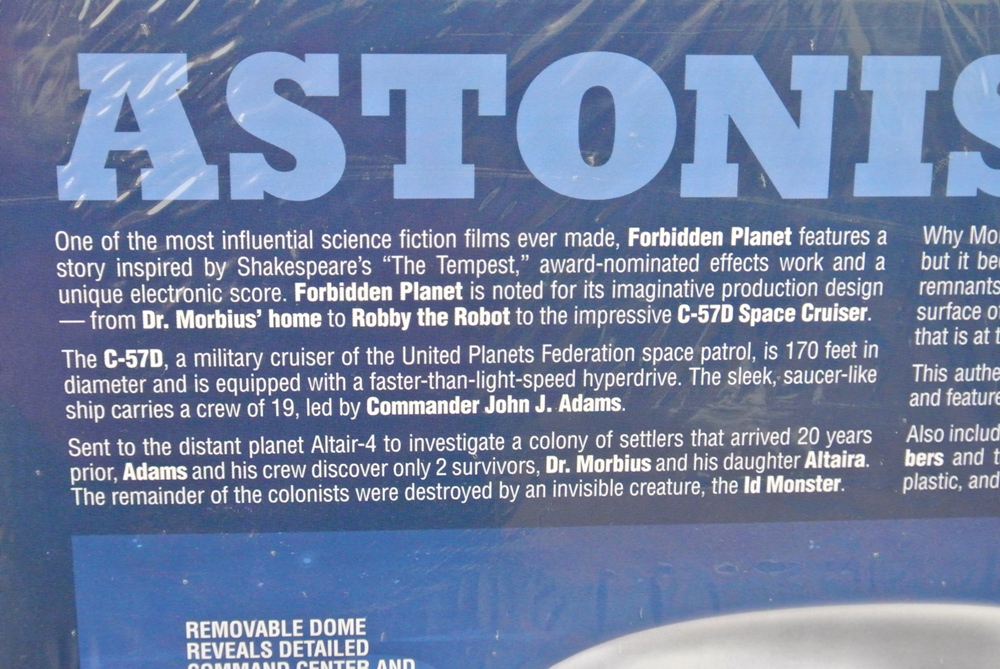 ASTONIS
One of the most influential science fiction films ever made, Forbidden Planet features a
story inspired by Shakespeare's “The Tempest,” award-nominated effects work and a
unique electronic score. Forbidden Planet is noted for its imaginative production design
— from Dr. Morbius' home to Robby the Robot to the impressive C-57D Space Cruiser.
The C-57D, a military cruiser of the United Planets Federation space patrol, is 170 feet in
diameter and is equipped with a faster-than-light-speed hyperdrive. The sleek, saucer-like
ship carries a crew of 19, led by Commander John J. Adams.
Sent to the distant planet Altair-4 to investigate a colony of settlers that arrived 20 years
prior, Adams and his crew discover only 2 survivors, Dr. Morbius and his daughter Altaira.
The remainder of the colonists were destroyed by an invisible creature, the Id Monster.
Why Mo
but it be
remnants
surface o
that is at t
This authe
and feature
Also includ
bers and t
plastic, and
REMOVABLE DOME
REVEALS DETAILED
COMMAND CENTER AND